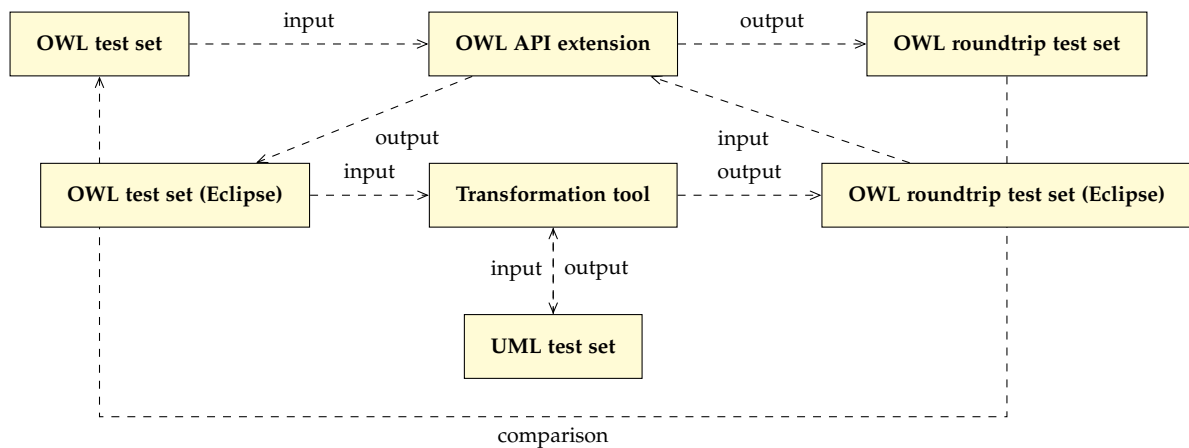 input
output
OWL test set
OWL API extension
OWL roundtrip test set
output
input
input
output
OWL test set (Eclipse)
Transformation tool
OWL roundtrip test set (Eclipse)
input
output
UML test set
comparison